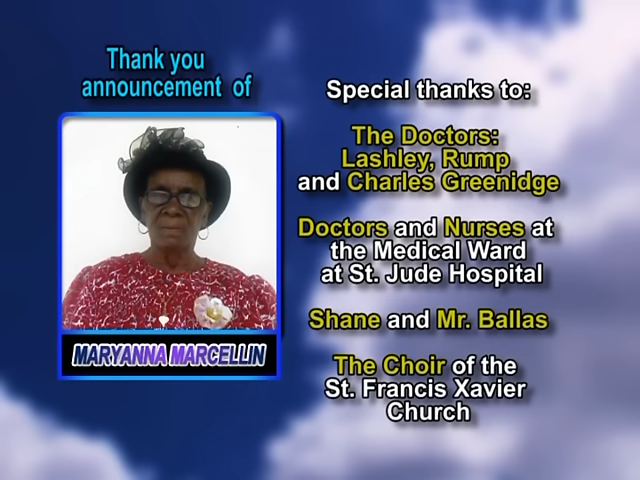 Thank you
announcement of
MARYANNA MARCELLIN
Special thanks to:
The Doctors:
Lashley, Rump
and Charles Greenidge
Doctors and Nurses at
the Medical Ward
at St. Jude Hospital
Shane and Mr. Ballas
The Choir of the
St. Francis Xavier
Church